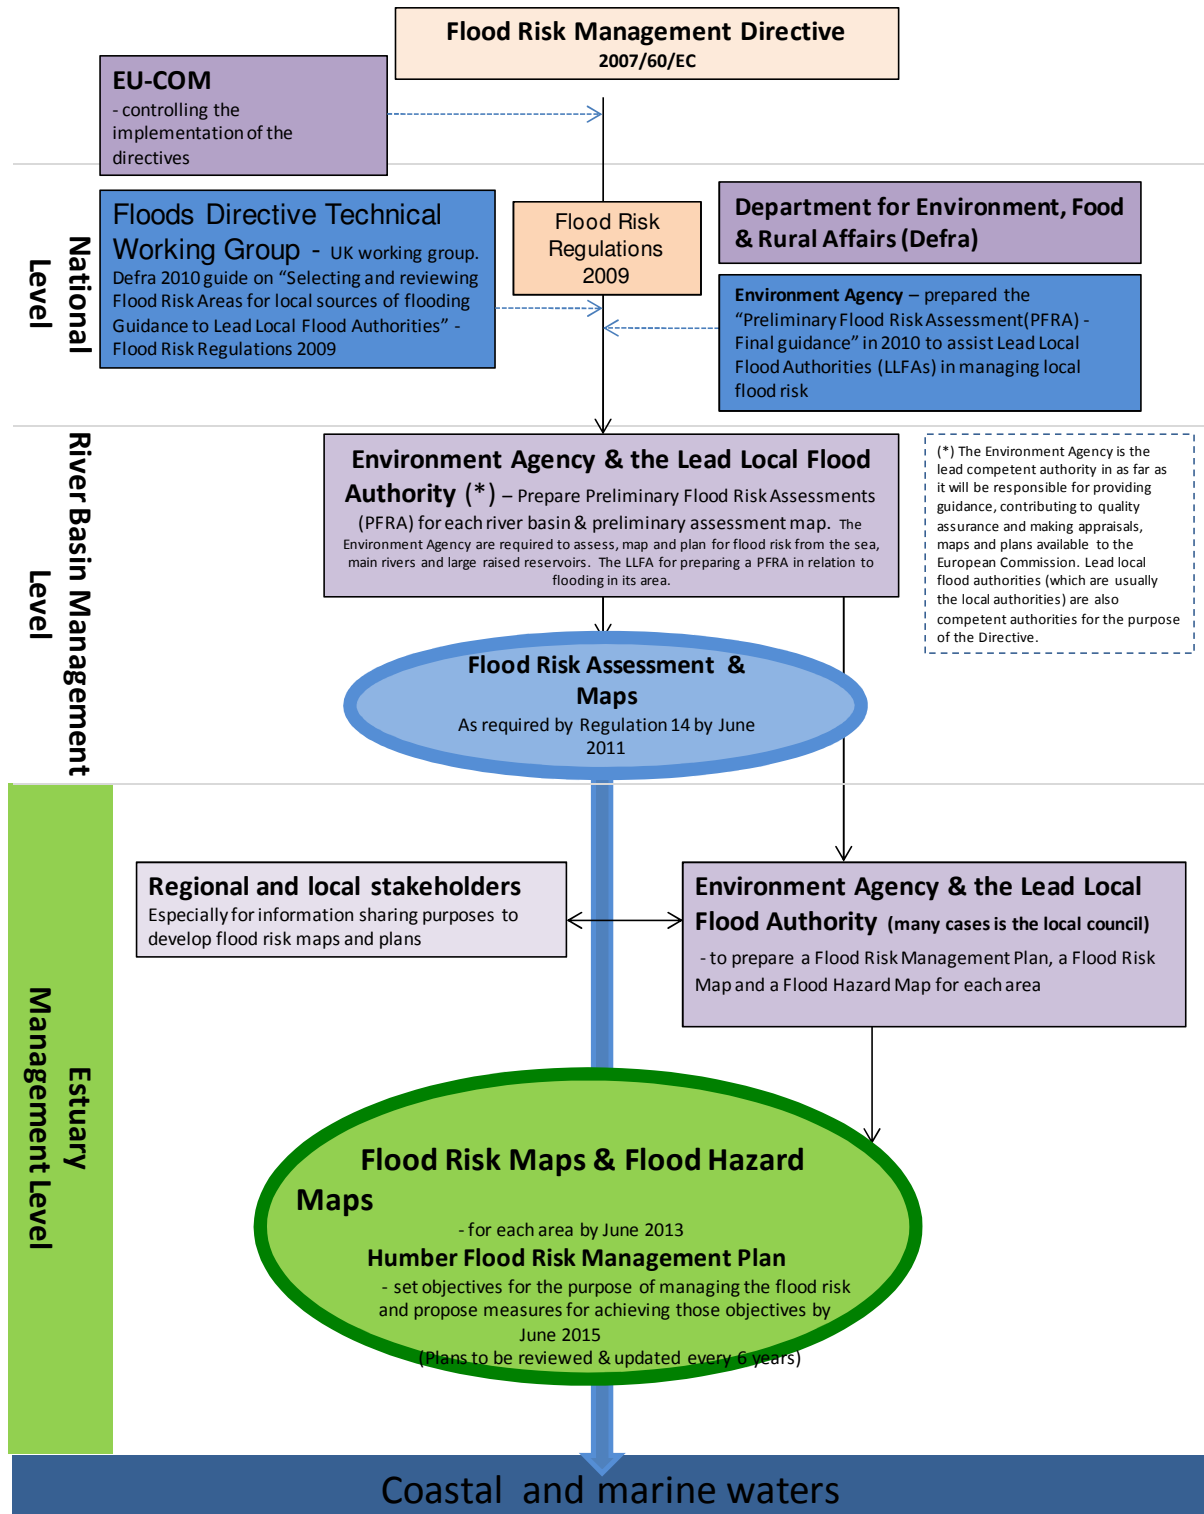 Flood Risk Management Directive
2007/60/EC
EU-COM
- controlling the
implementation of the
directives
National
Level
Floods Directive Technical
Working Group - UK working group.
Defra 2010 guide on “Selecting and reviewing
Flood Risk Areas for local sources of flooding
Guidance to Lead Local Flood Authorities” -
Flood Risk Regulations 2009
Flood Risk
Regulations
2009
Department for Environment, Food
& Rural Affairs (Defra)
Environment Agency – prepared the
“Preliminary Flood Risk Assessment(PFRA) -
Final guidance” in 2010 to assist Lead Local
Flood Authorities (LLFAs) in managing local
flood risk
River Basin Management
Level
Environment Agency & the Lead Local Flood
Authority (*) – Prepare Preliminary Flood Risk Assessments
(PFRA) for each river basin & preliminary assessment map. The
Environment Agency are required to assess, map and plan for flood risk from the sea,
main rivers and large raised reservoirs. The LLFA for preparing a PFRA in relation to
flooding in its area.
(*) The Environment Agency is the
lead competent authority in as far as
it will be responsible for providing
guidance, contributing to quality
assurance and making appraisals,
maps and plans available to the
European Commission. Lead local
flood authorities (which are usually
the local authorities) are also
competent authorities for the purpose
of the Directive.
Flood Risk Assessment &
Maps
As required by Regulation 14 by June
2011
Estuary
Management Level
Regional and local stakeholders
Especially for information sharing purposes to
develop flood risk maps and plans
Environment Agency & the Lead Local
Flood Authority (many cases is the local council)
- to prepare a Flood Risk Management Plan, a Flood Risk
Map and a Flood Hazard Map for each area
Flood Risk Maps & Flood Hazard
Maps
- for each area by June 2013
Humber Flood Risk Management Plan
- set objectives for the purpose of managing the flood risk
and propose measures for achieving those objectives by
June 2015
(Plans to be reviewed & updated every 6 years)
Coastal and marine waters